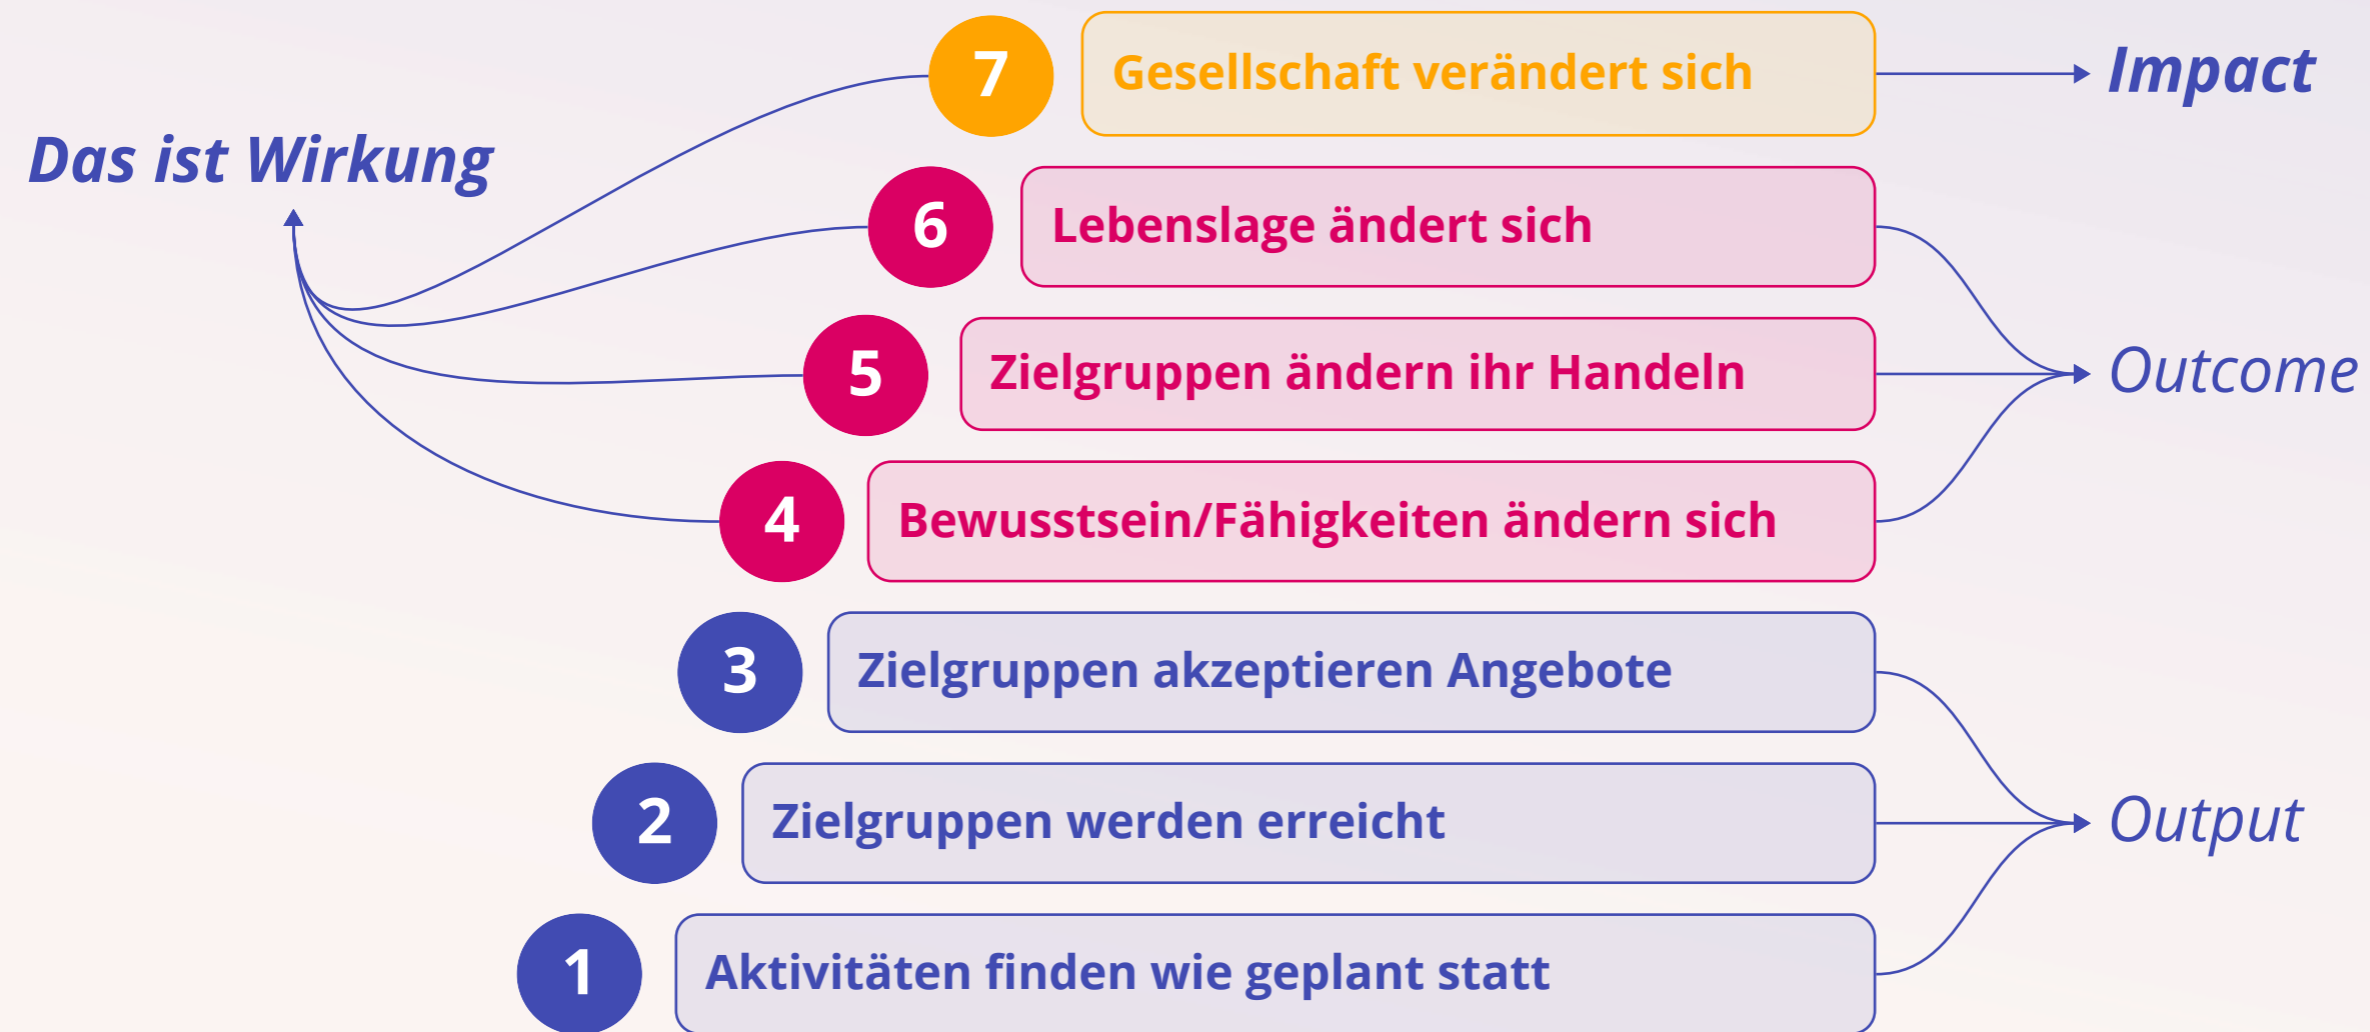 7 Gesellschaft verändert sich
Impact
Das ist Wirkung
6 Lebenslage ändert sich
5 Zielgruppen ändern ihr Handeln
Outcome
4 Bewusstsein/Fähigkeiten ändern sich
3 Zielgruppen akzeptieren Angebote
2 Zielgruppen werden erreicht
Output
1 Aktivitäten finden wie geplant statt